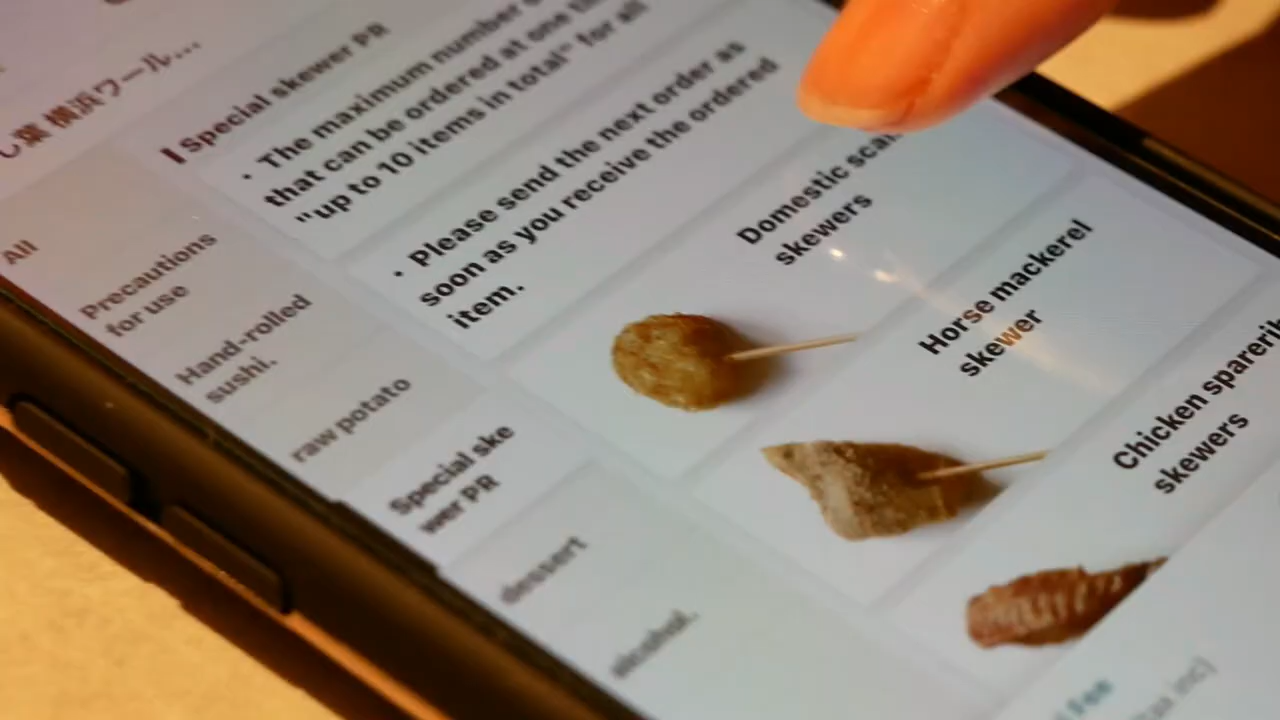 し葉 横浜ワール...
All
Precautions
for use
Hand-rolled
sushi.
raw potato
Special ske
wer PR
dessert
alcohol.
Special skewer PR
• The maximum number
that can be ordered at one
"up to 10 items in total" for all
• Please send the next order as
soon as you receive the ordered
item.
Domestic
skewers
Horse mackerel
skewer
Chicken
skewers